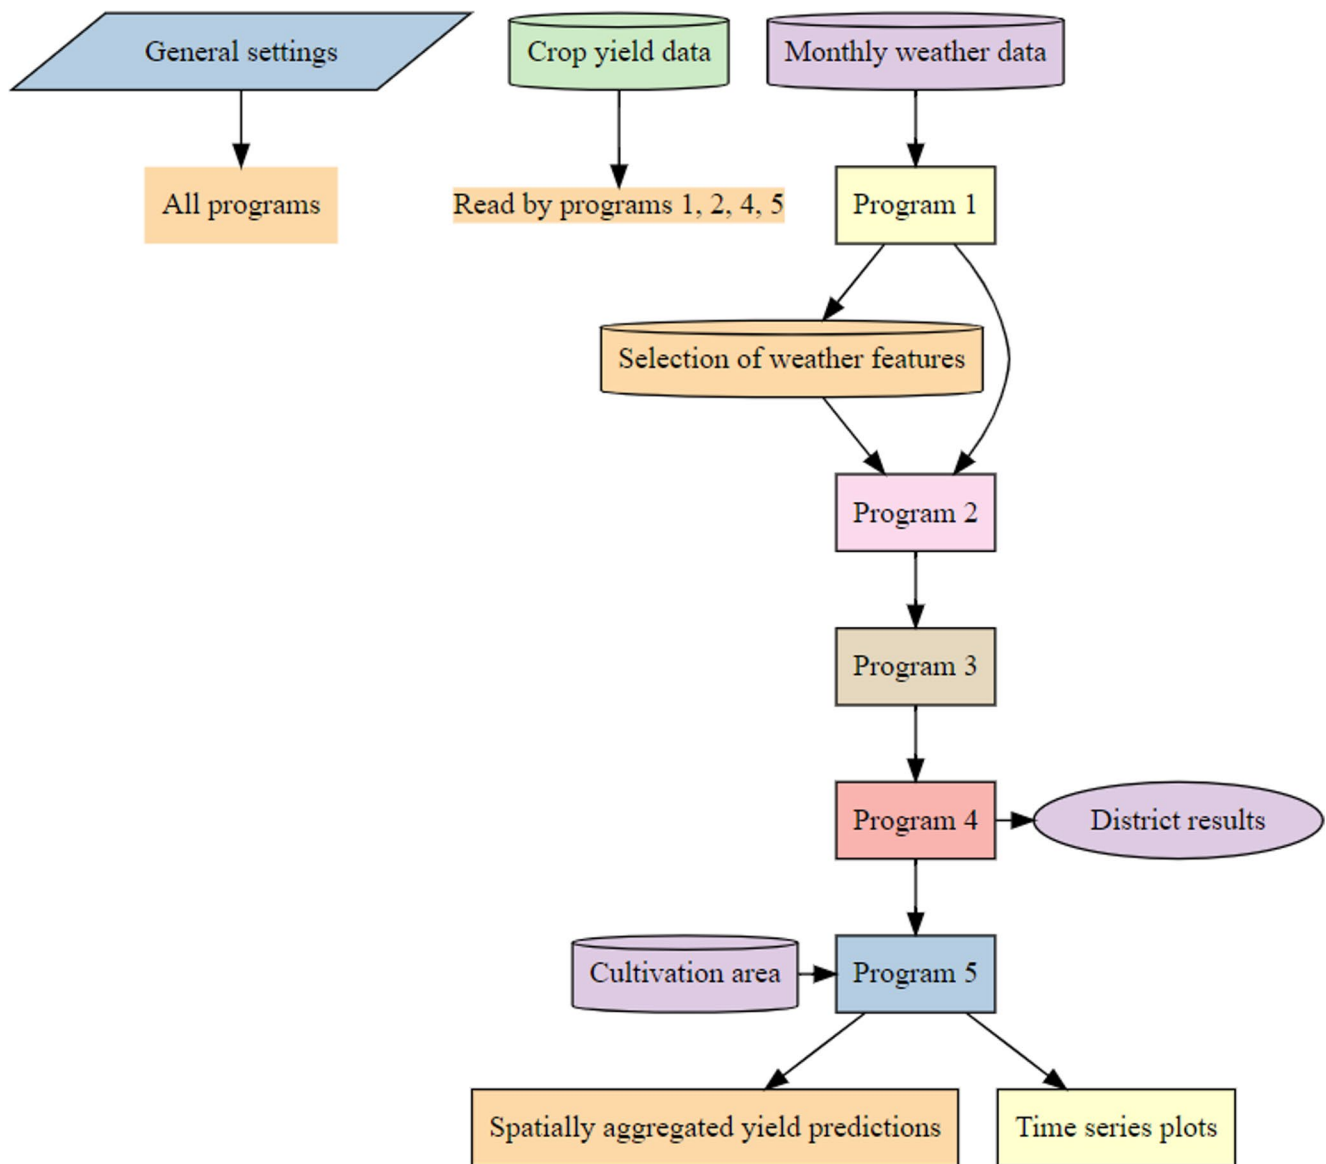 General settings
Crop yield data
Monthly weather data
All programs
Read by programs 1, 2, 4, 5
Program 1
Selection of weather features
Program 2
Program 3
Program 4
District results
Cultivation area
Program 5
Spatially aggregated yield predictions
Time series plots